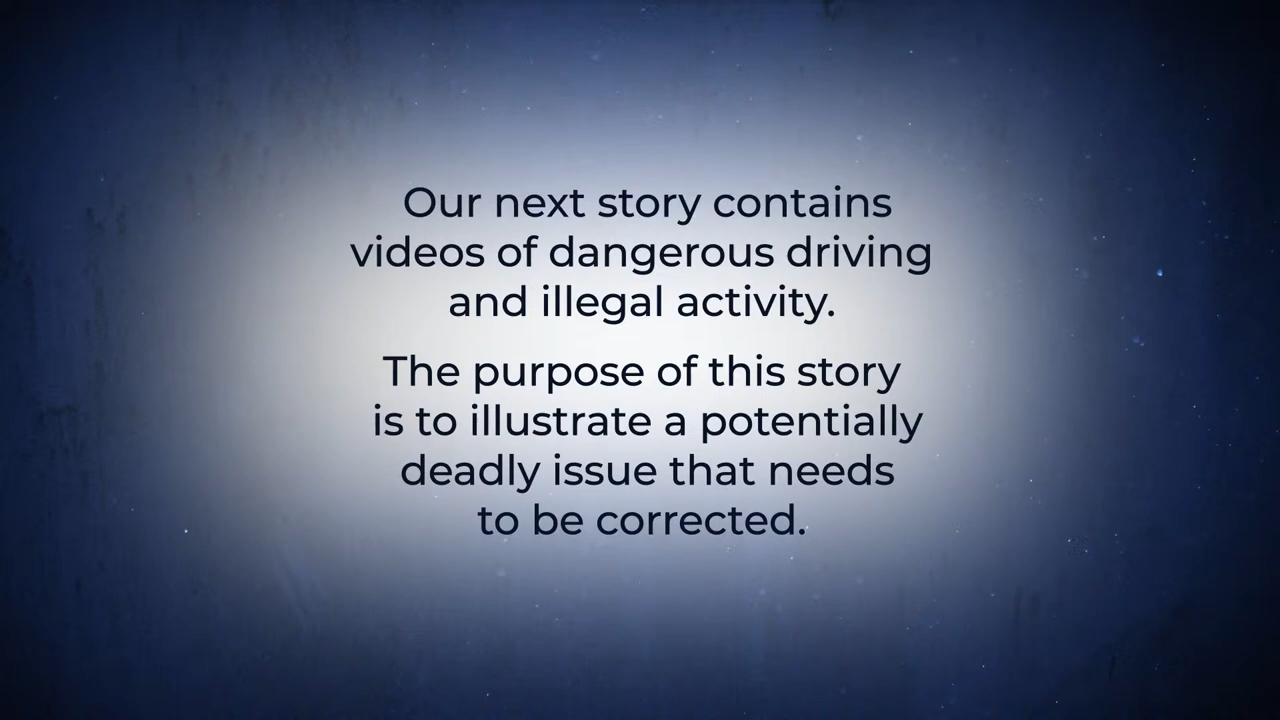 Our next story contains
videos of dangerous driving
and illegal activity.
The purpose of this story
is to illustrate a potentially
deadly issue that needs
to be corrected.